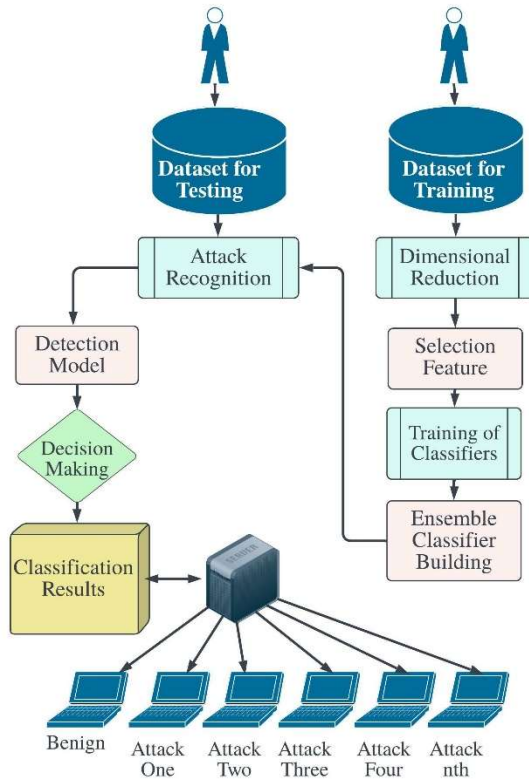 Dataset for
Testing
Dataset for
Training
Attack
Recognition
Dimensional
Reduction
Detection
Model
Selection
Feature
Decision
Making
Training of
Classifiers
Classification
Results
SERVER
Ensemble
Classifier
Building
Benign
Attack
One
Attack
Two
Attack
Three
Attack
Four
Attack
nth